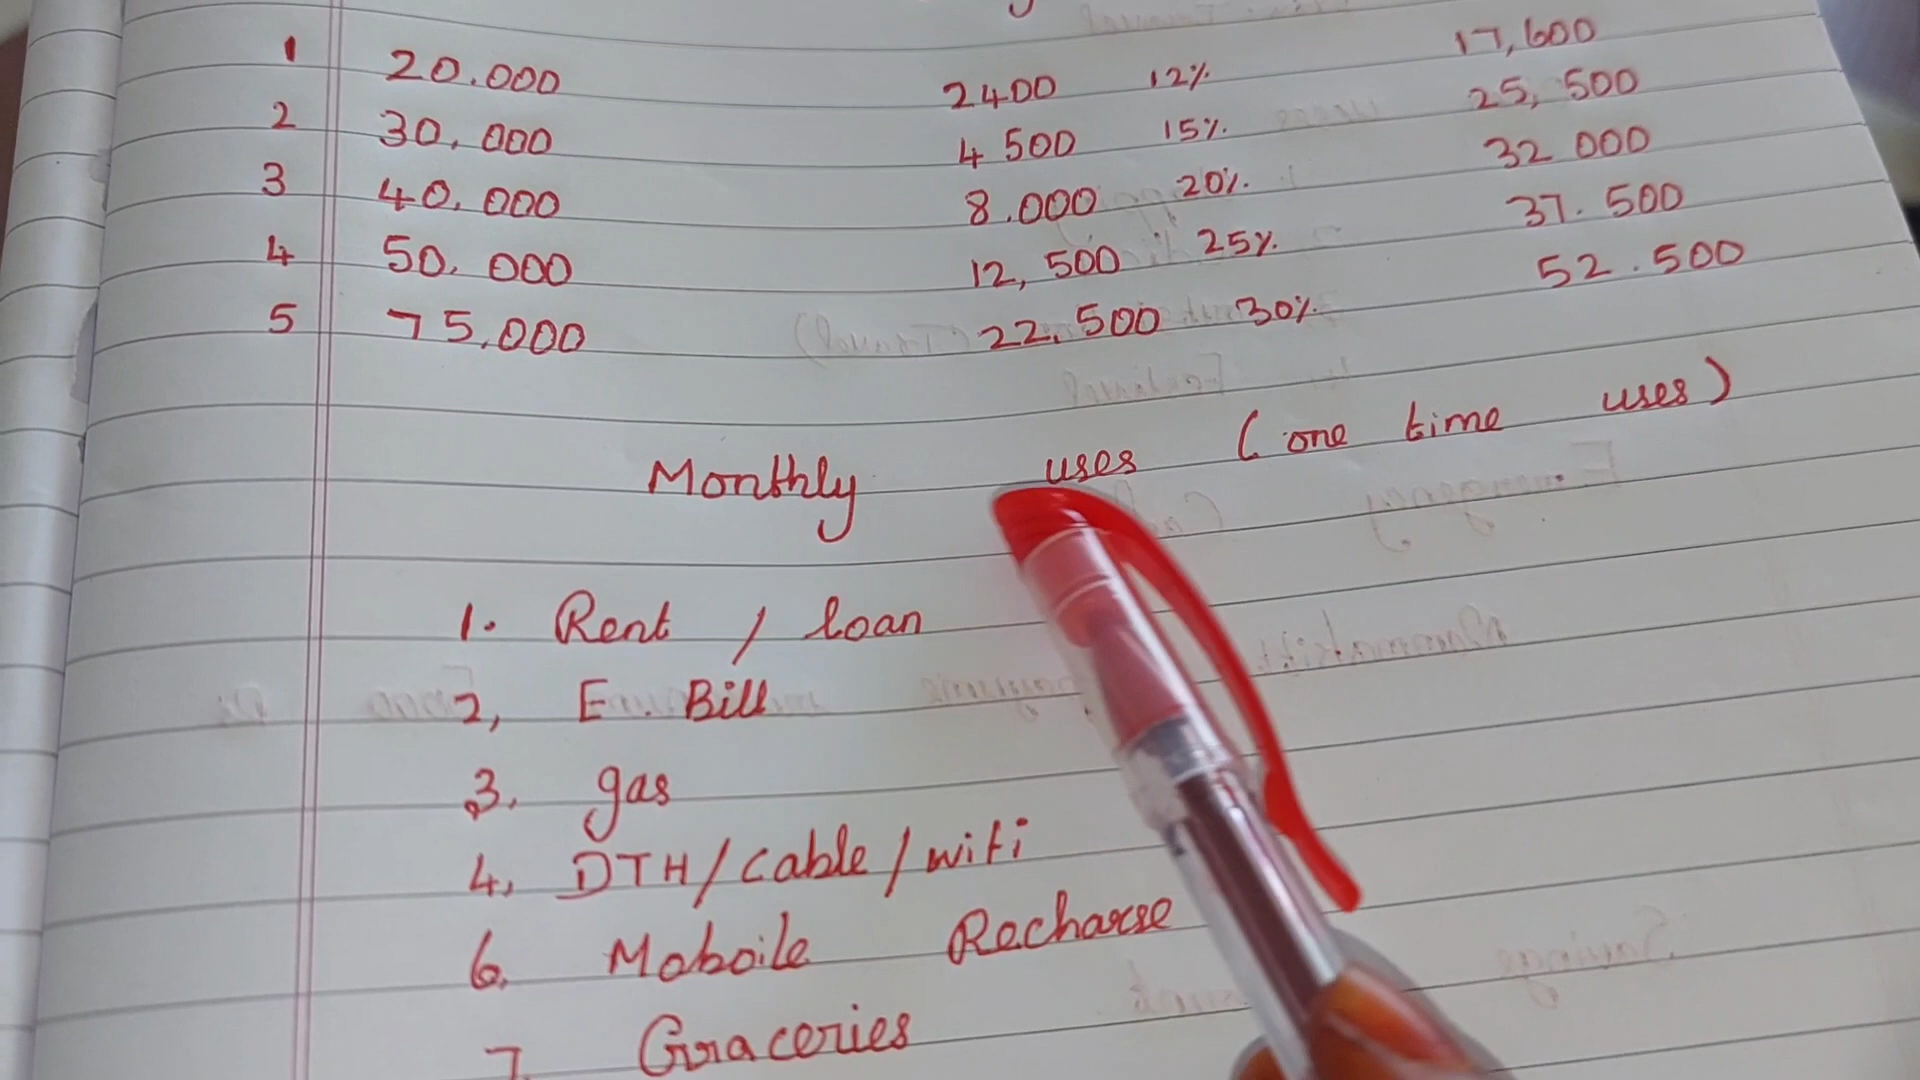 1 20.000 2400 12% 17,600
2 30,000 4 500 15% 25,500
3 40,000 8.000 20% 32 000
4 50,000 12,500 25% 37.500
5 75,000 22,500 30% 52.500
Monthly uses (one time uses)
1. Rent / loan
2, E. Bill
3. gas
4, DTH/cable/wifi
6. Moboile Recharse
7 Graceries